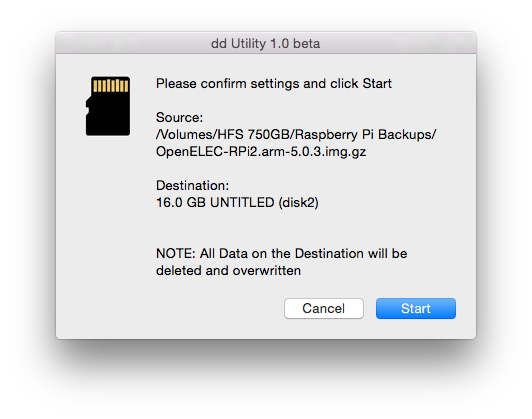 dd Utility 1.0 beta
Please confirm settings and click Start
Source:
/Volumes/HFS 750GB/Raspberry Pi Backups/
OpenELEC-RPi2.arm-5.0.3.img.gz
Destination:
16.0 GB UNTITLED (disk2)
NOTE: All Data on the Destination will be
deleted and overwritten
Cancel
Start